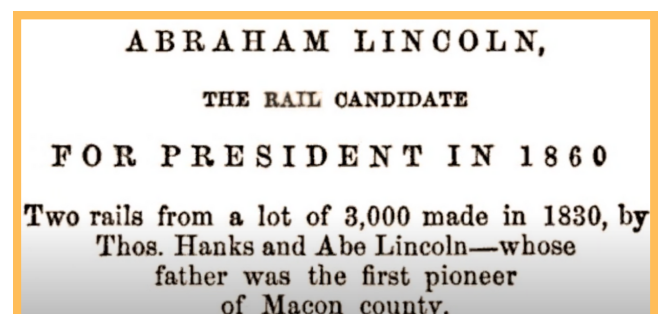 ABRAHAM LINCOLN,
THE RAIL CANDIDATE
FOR PRESIDENT IN 1860
Two rails from a lot of 3,000 made in 1830, by
Thos. Hanks and Abe Lincoln—whose
father was the first pioneer
of Macon county.